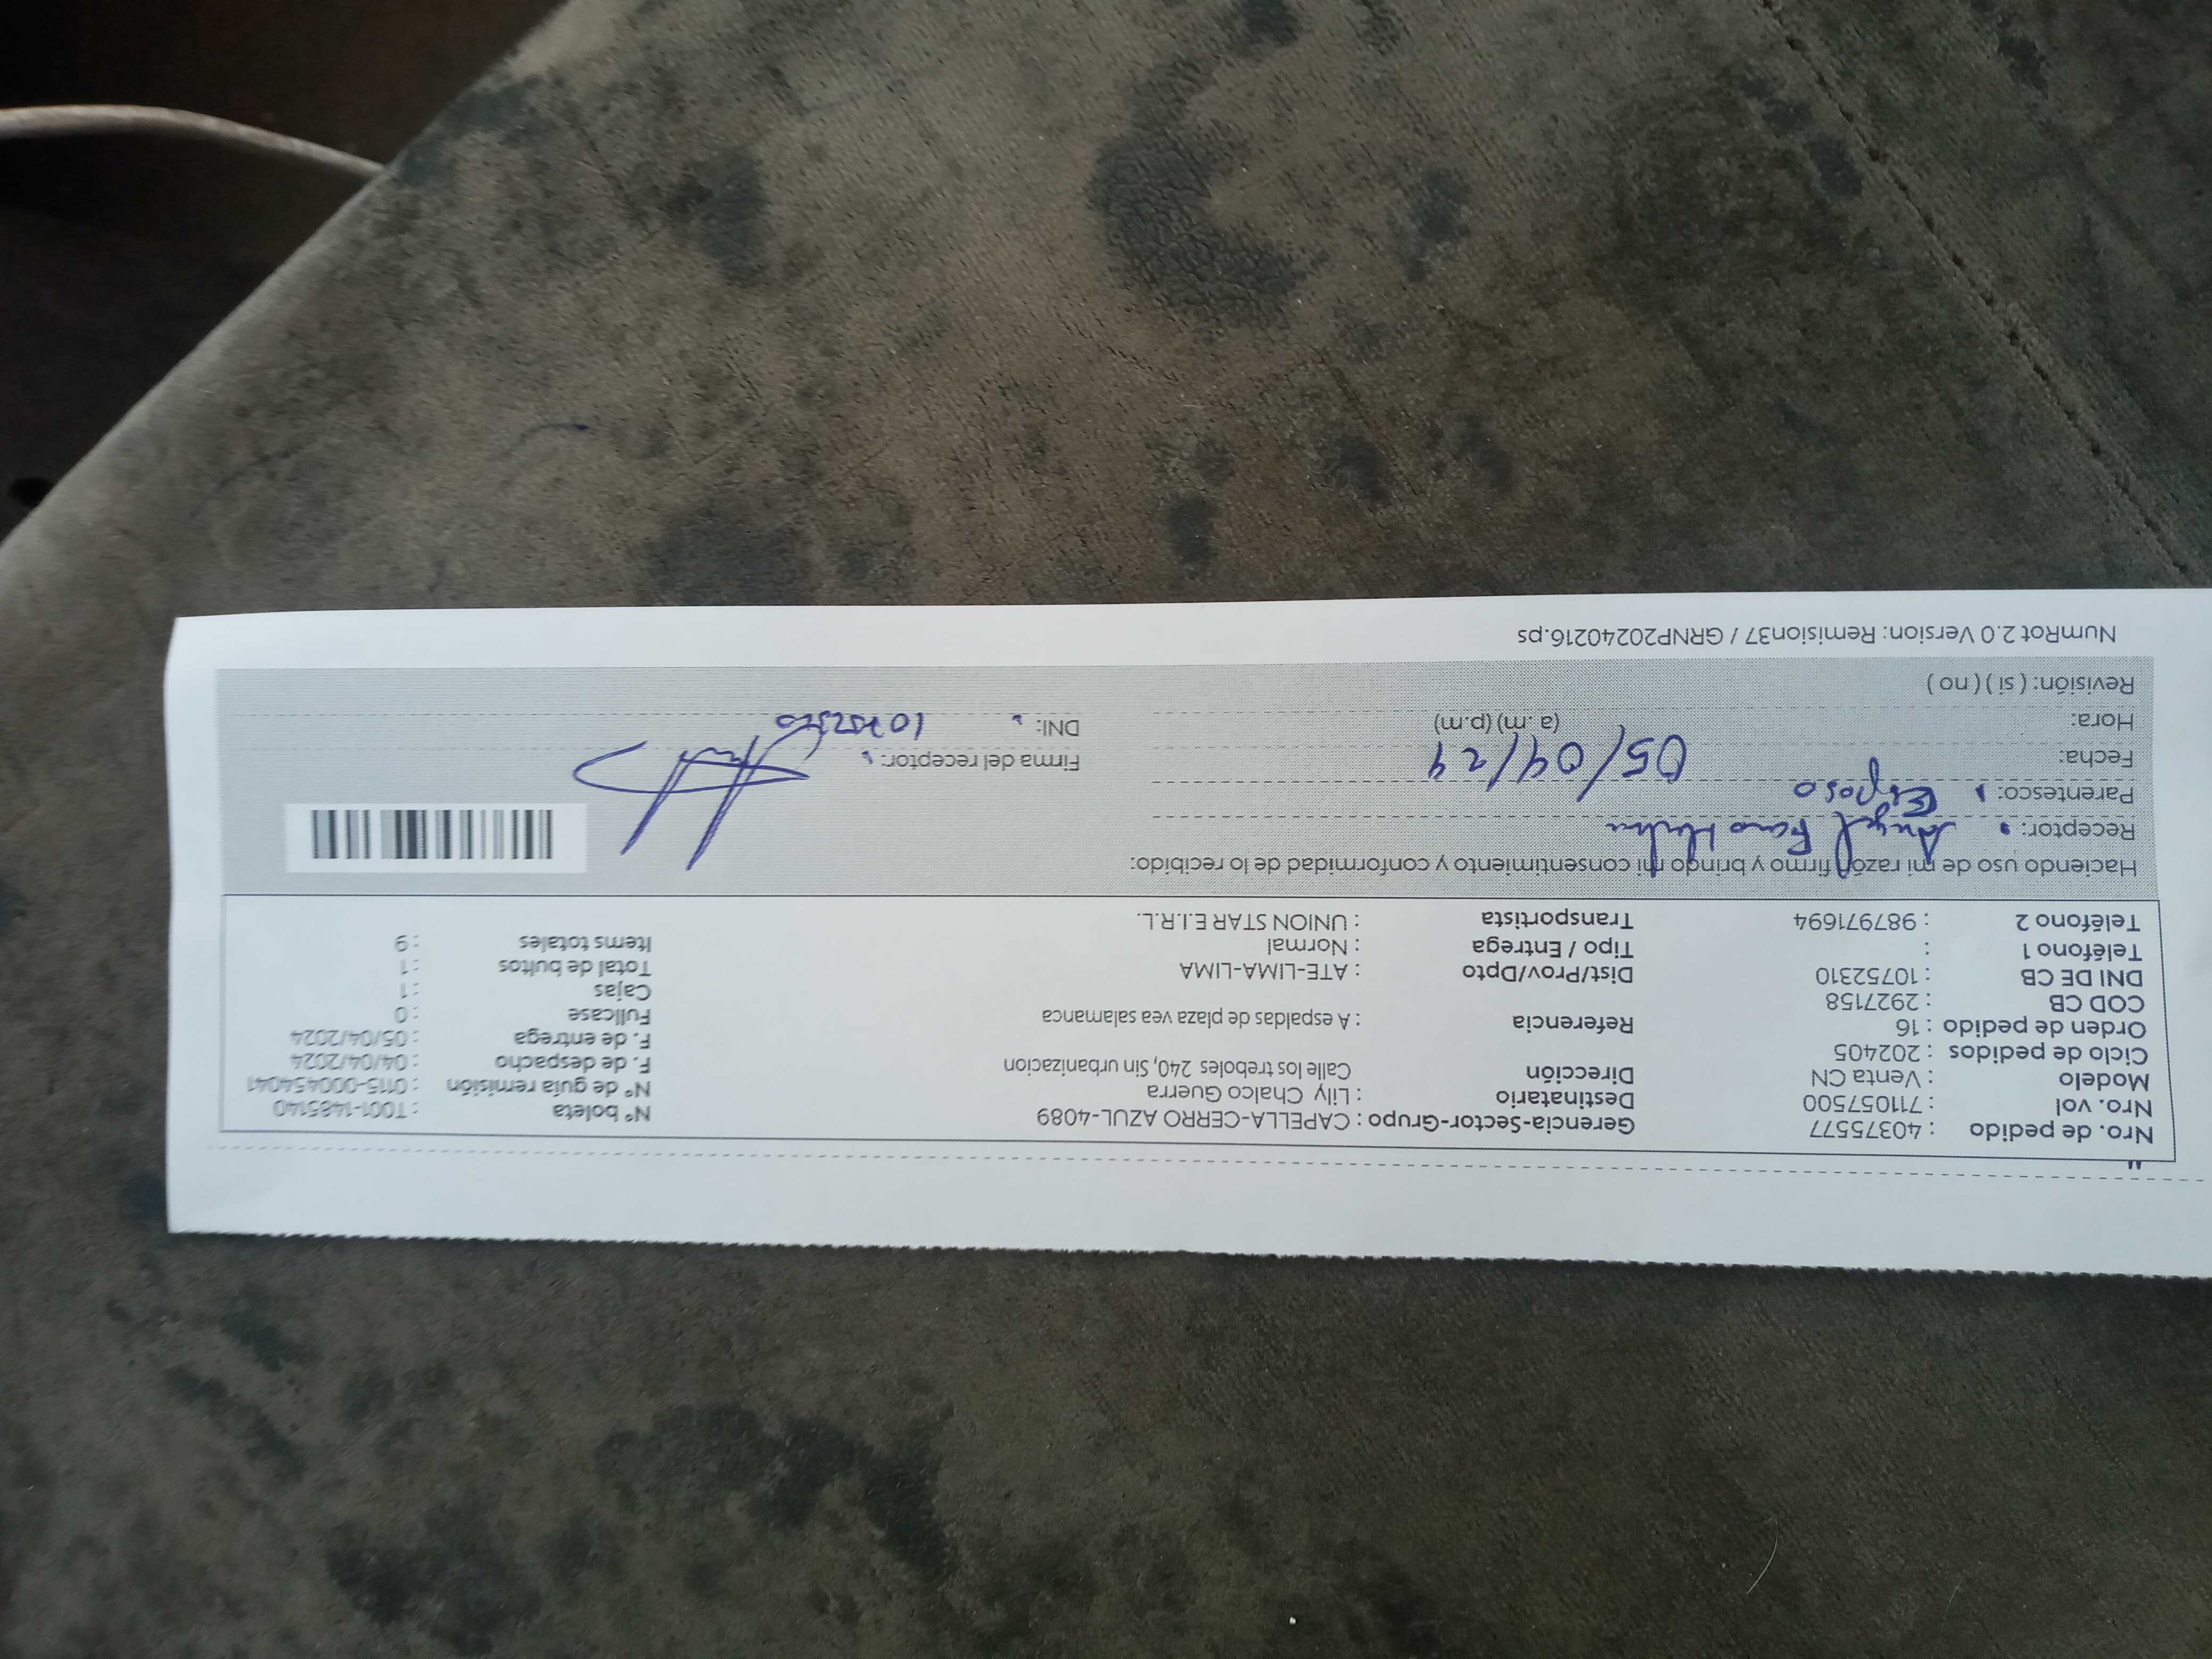 Nro. de pedido : 40375577 Gerencia-Sector-Grupo : CAPELLA-CERRO AZUL-4089 N° boleta : T001-1485140
Nro. vol : 711057500 Destinatario : Lily Chalco Guerra N° de guía remisión : 0115-000454041
Modelo : Venta CN Dirección Calle los treboles 240, Sin urbanizacion F. de despacho : 04/04/2024
Ciclo de pedidos : 202405 F. de entrega : 05/04/2024
Orden de pedido : 16 Referencia : A espaldas de plaza vea salamanca Fullcase : 0
COD CB : 2927158 Cajas : 1
DNI DE CB : 10752310 Dist/Prov/Dpto : ATE-LIMA-LIMA Total de bultos : 1
Teléfono 1 : Tipo / Entrega : Normal Items totales : 9
Teléfono 2 : 987971694 Transportista : UNION STAR E.I.R.L.
Haciendo uso de mi razón firmo y brindo mi consentimiento y conformidad de lo recibido:
Receptor: Angel
Parentesco: Esposo
Fecha: 05/04/24 Firma del receptor:
Hora: (a.m) (p.m) DNI:
Revisión: ( si ) ( no )
NumRot 2.0 Version: Remision37 / GRNP20240216.ps